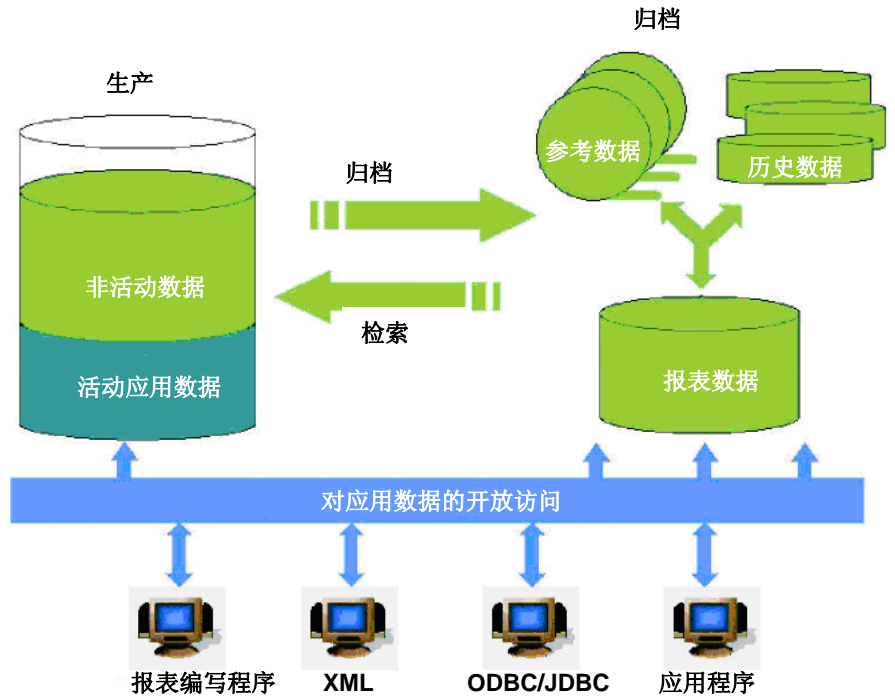 归档
生产
参考数据
历史数据
归档
非活动数据
检索
活动应用数据
报表数据
对应用数据的开放访问
报表编写程序
XML
ODBC/JDBC
应用程序